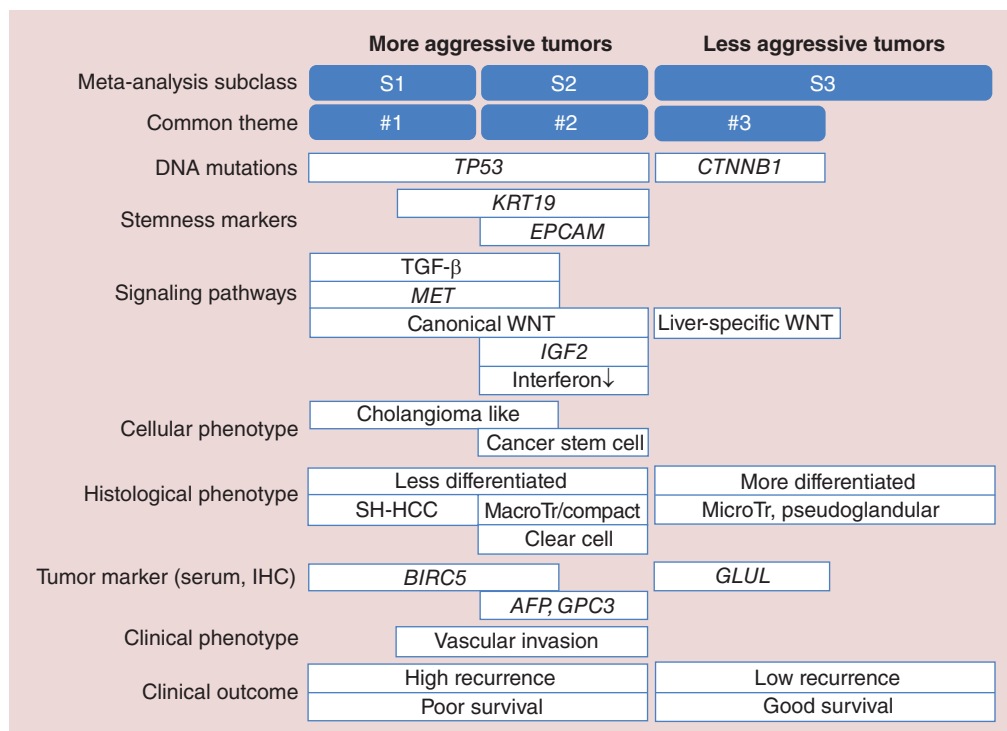 More aggressive tumors Less aggressive tumors
Meta-analysis subclass S1 S2 S3
Common theme #1 #2 #3
DNA mutations TP53 CTNNB1
Stemness markers KRT19
EPCAM
Signaling pathways TGF-β
MET
Canonical WNT Liver-specific WNT
IGF2
Interferon↓
Cellular phenotype Cholangioma like
Cancer stem cell
Histological phenotype Less differentiated More differentiated
SH-HCC MacroTr/compact MicroTr, pseudoglandular
Clear cell
Tumor marker (serum, IHC) BIRC5 GLUL
AFP, GPC3
Clinical phenotype Vascular invasion
Clinical outcome High recurrence Low recurrence
Poor survival Good survival